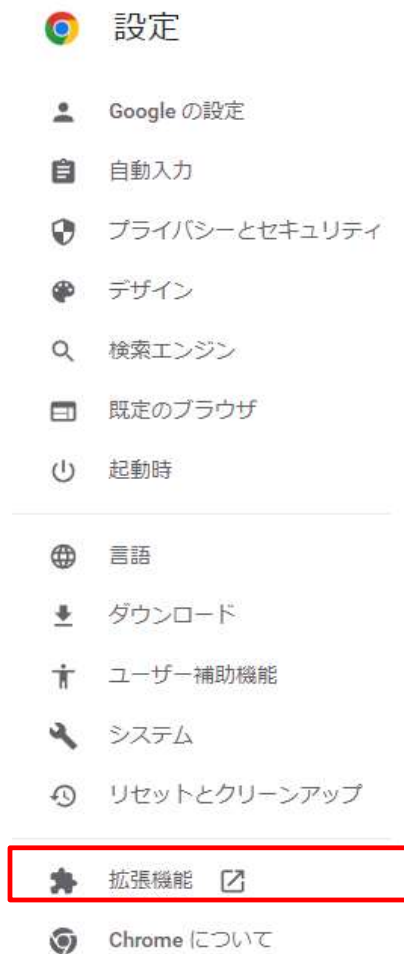 設定
Google の設定
自動入力
プライバシーとセキュリティ
デザイン
検索エンジン
既定のブラウザ
起動時
言語
ダウンロード
ユーザー補助機能
システム
リセットとクリーンアップ
拡張機能
Chrome について